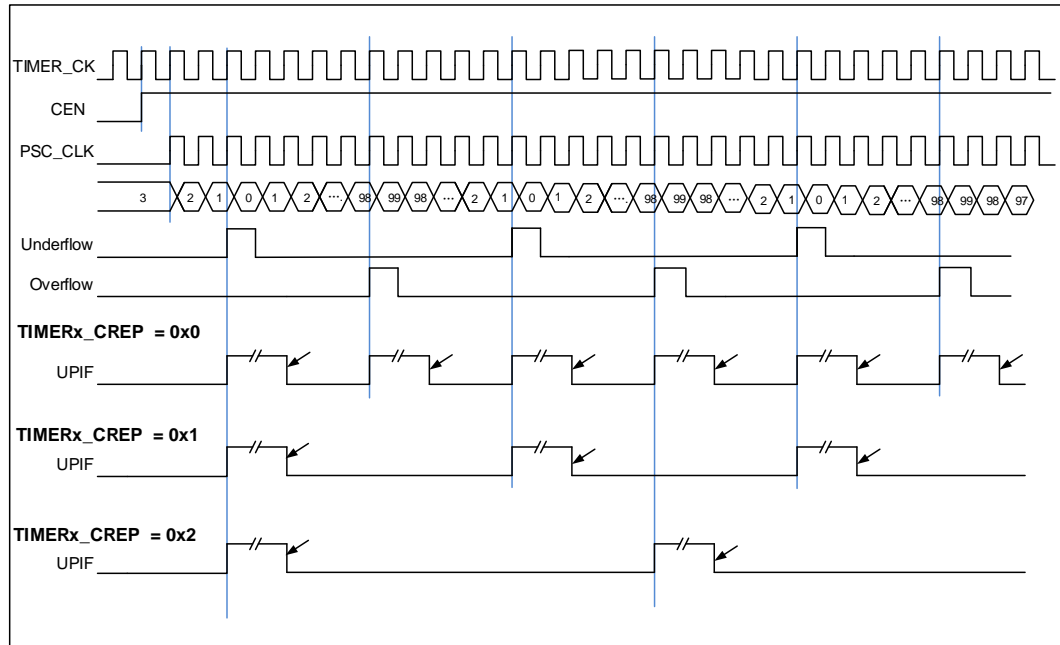 TIMER_CK
CEN
PSC_CLK
3 2 1 0 1 2 ... 98 99 98 ... 2 1 0 1 2 ... 98 99 98 ... 2 1 0 1 2 ... 98 99 98 97
Underflow
Overflow
TIMERx_CREP = 0x0
UPIF
TIMERx_CREP = 0x1
UPIF
TIMERx_CREP = 0x2
UPIF